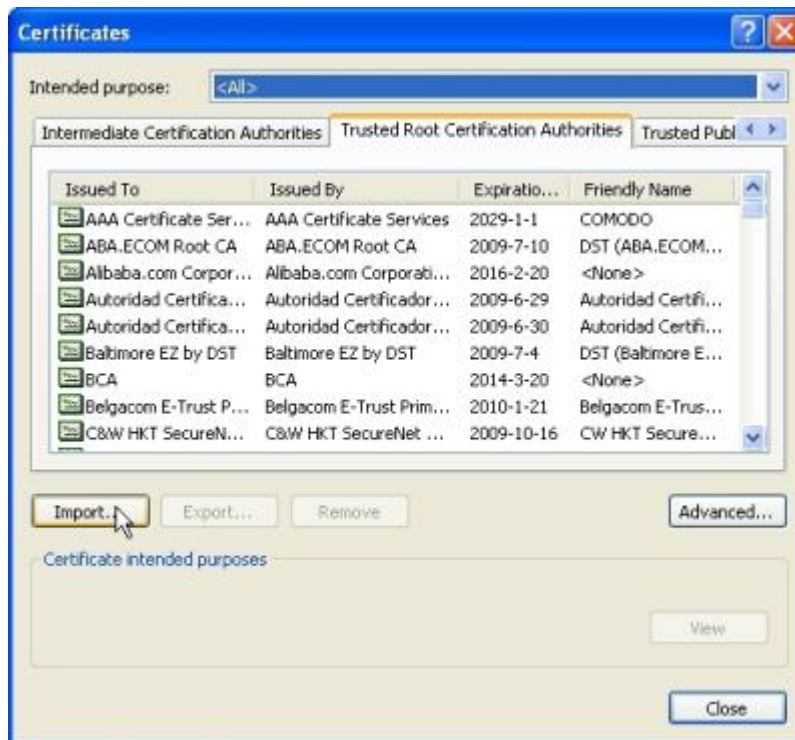 Certificates
Intended purpose: <All>
Intermediate Certification Authorities Trusted Root Certification Authorities Trusted Publ
Issued To Issued By Expiratio... Friendly Name
AAA Certificate Ser... AAA Certificate Services 2029-1-1 COMODO
ABA.ECOM Root CA ABA.ECOM Root CA 2009-7-10 DST (ABA.ECOM...
Alibaba.com Corpor... Alibaba.com Corporati... 2016-2-20 <None>
Autoridad Certifica... Autoridad Certificador... 2009-6-29 Autoridad Certifi...
Autoridad Certifica... Autoridad Certificador... 2009-6-30 Autoridad Certifi...
Baltimore EZ by DST Baltimore EZ by DST 2009-7-4 DST (Baltimore E...
BCA BCA 2014-3-20 <None>
Belgacom E-Trust P... Belgacom E-Trust Prim... 2010-1-21 Belgacom E-Trus...
C&W HKT SecureN... C&W HKT SecureNet ... 2009-10-16 CW HKT Secure...
Import... Export... Remove Advanced...
Certificate intended purposes
View
Close